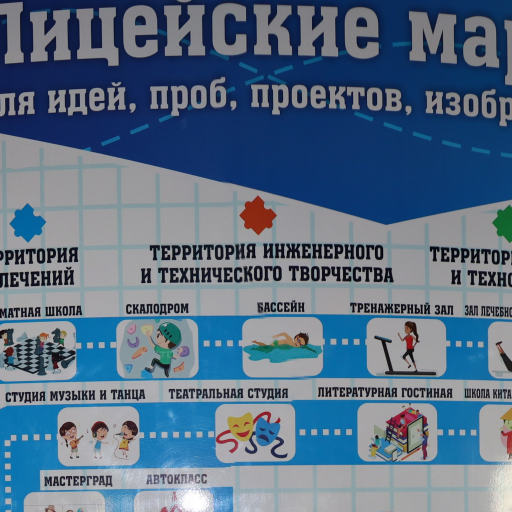 Лицейские мар
ля идей, проб, проектов, изобр
РРИТОРИЯ
ЛЕЧЕНИЙ
ТЕРРИТОРИЯ ИНЖЕНЕРНОГО
И ТЕХНИЧЕСКОГО ТВОРЧЕСТВА
ТЕРРИТОР
И ТЕХНО
МАТНАЯ ШКОЛА
СКАЛОДРОМ
БАССЕЙН
ТРЕНАЖЕРНЫЙ ЗАЛ
ЗАЛ ЛЕЧЕБНО
СТУДИЯ МУЗЫКИ И ТАНЦА
ТЕАТРАЛЬНАЯ СТУДИЯ
ЛИТЕРАТУРНАЯ ГОСТИНАЯ
ШКОЛА КИТА
МАСТЕРГРАД
АВТОКЛАСС